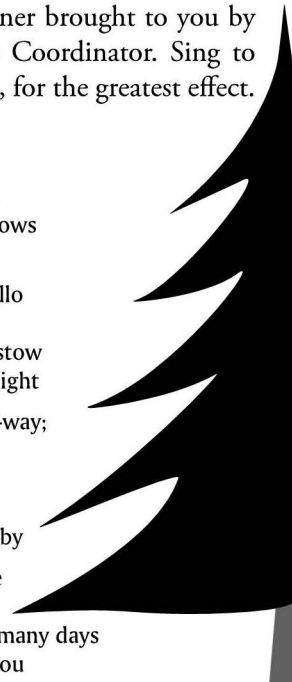 ner brought to you by
Coordinator. Sing to
, for the greatest effect.
ows
llo
stow
ight
-way;
by
many days
ou